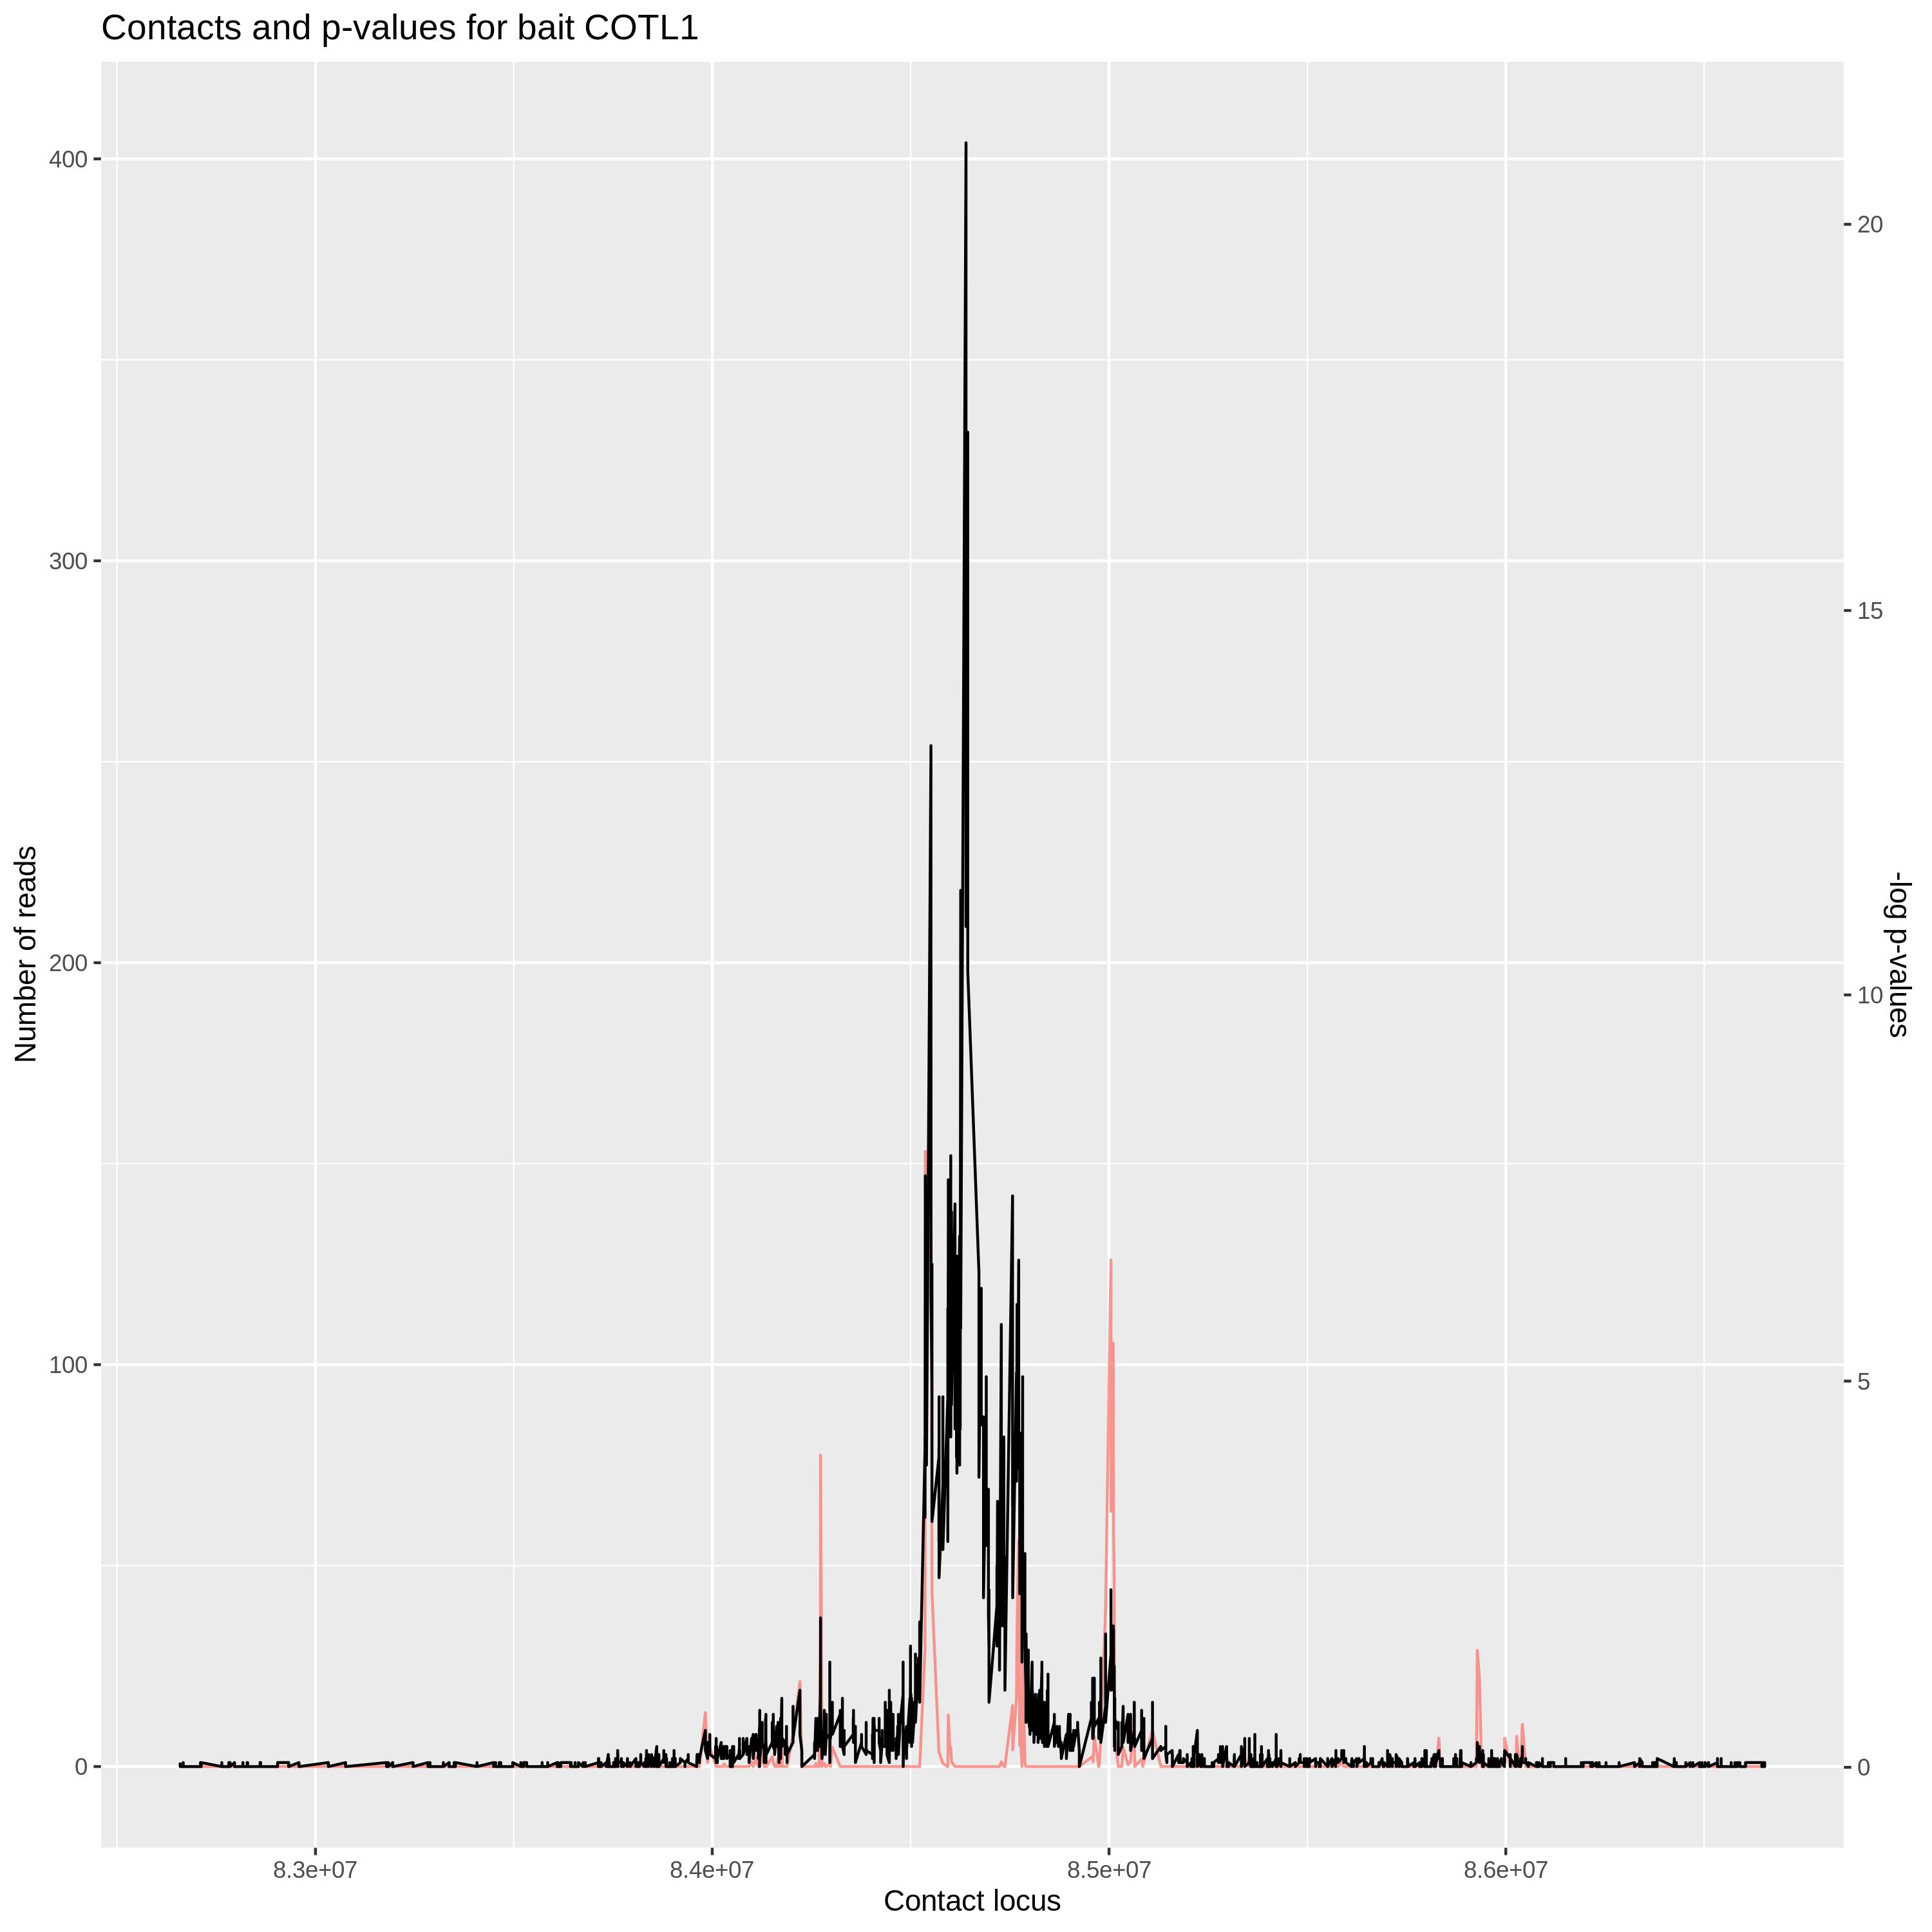 Contacts and p-values for bait COTL1
400
300
200
100
0
Number of reads
20
15
10
5
0
-log p-values
8.3e+07
8.4e+07
8.5e+07
8.6e+07
Contact locus